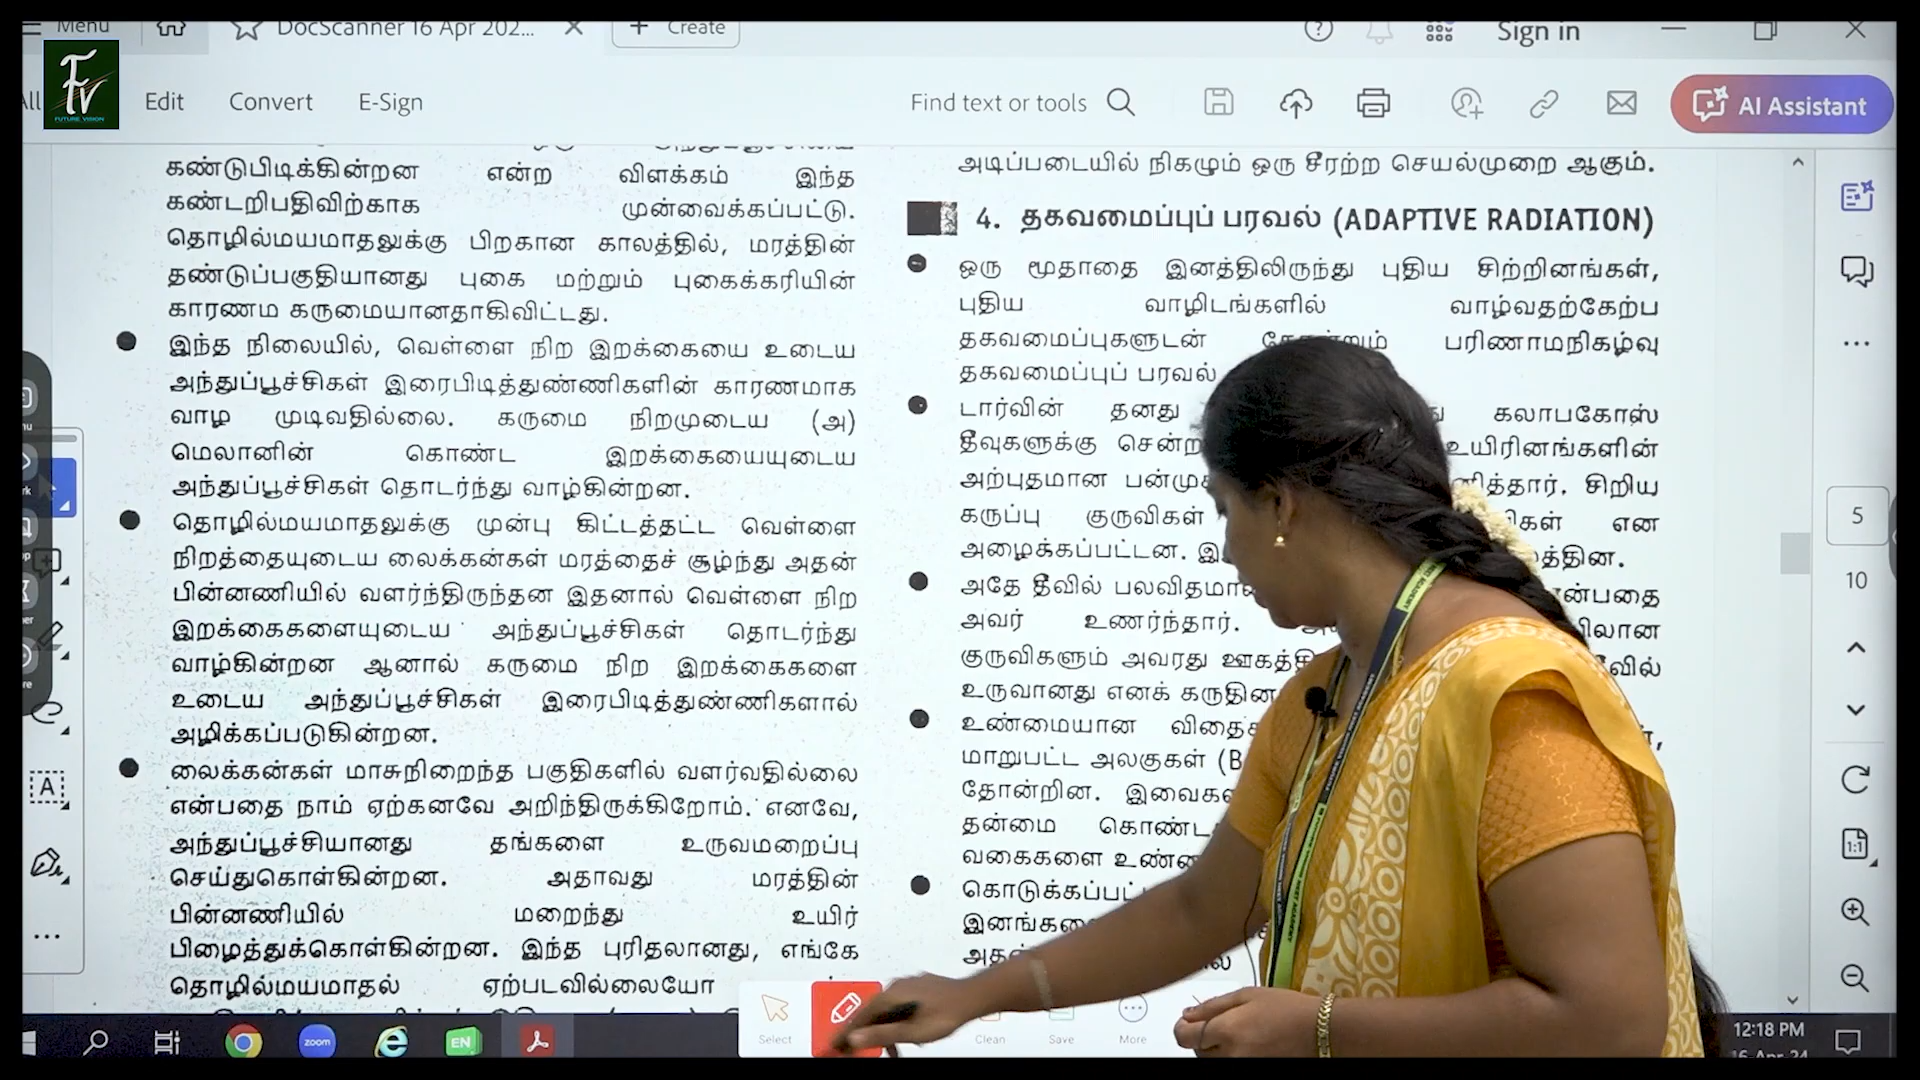 Menu
DocScanner 16 Apr 202...
+ Create
Sign in
All
Edit
Convert
E-Sign
Find text or tools
AI Assistant
FV
FUTURE VISION
கண்டுபிடிக்கின்றன என்ற விளக்கம் இந்த
கண்டறிபதிவிற்காக முன்வைக்கப்பட்டு.
தொழில்மயமாதலுக்கு பிறகான காலத்தில், மரத்தின்
தண்டுப்பகுதியானது புகை மற்றும் புகைக்கரியின்
காரணம கருமையானதாகிவிட்டது.
இந்த நிலையில், வெள்ளை நிற இறக்கையை உடைய
அந்துப்பூச்சிகள் இரைபிடித்துண்ணிகளின் காரணமாக
வாழ முடிவதில்லை. கருமை நிறமுடைய (அ)
மெலானின் கொண்ட இறக்கையையுடைய
அந்துப்பூச்சிகள் தொடர்ந்து வாழ்கின்றன.
தொழில்மயமாதலுக்கு முன்பு கிட்டத்தட்ட வெள்ளை
நிறத்தையுடைய லைக்கன்கள் மரத்தைச் சூழ்ந்து அதன்
பின்னணியில் வளர்ந்திருந்தன இதனால் வெள்ளை நிற
இறக்கைகளையுடைய அந்துப்பூச்சிகள் தொடர்ந்து
வாழ்கின்றன ஆனால் கருமை நிற இறக்கைகளை
உடைய அந்துப்பூச்சிகள் இரைபிடித்துண்ணிகளால்
அழிக்கப்படுகின்றன.
லைக்கன்கள் மாசுநிறைந்த பகுதிகளில் வளர்வதில்லை
என்பதை நாம் ஏற்கனவே அறிந்திருக்கிறோம். எனவே,
அந்துப்பூச்சியானது தங்களை உருவமறைப்பு
செய்துகொள்கின்றன. அதாவது மரத்தின்
பின்னணியில் மறைந்து உயிர்
பிழைத்துக்கொள்கின்றன. இந்த புரிதலானது, எங்கே
தொழில்மயமாதல் ஏற்படவில்லையோ
அடிப்படையில் நிகழும் ஒரு சீரற்ற செயல்முறை ஆகும்.
4. தகவமைப்புப் பரவல் (ADAPTIVE RADIATION)
ஒரு மூதாதை இனத்திலிருந்து புதிய சிற்றினங்கள்,
புதிய வாழிடங்களில் வாழ்வதற்கேற்ப
தகவமைப்புகளுடன் பரிணாமநிகழ்வு
தகவமைப்புப் பரவல்
டார்வின் தனது கலாபகோஸ்
தீவுகளுக்கு சென்ற உயிரினங்களின்
அற்புதமான சிறிய
கருப்பு குருவிகள் என
அழைக்கப்பட்டன.
அதே தீவில்
அவர் உணர்ந்தார்.
குருவிகளும் அவரது
உருவானது எனக்
உண்மையான
மாறுபட்ட அலகுகள்
தோன்றின.
தன்மை
வகைகளை
5
10
Select
Clean
Save
More
zoom
EN
12:18 PM
16-Apr-24